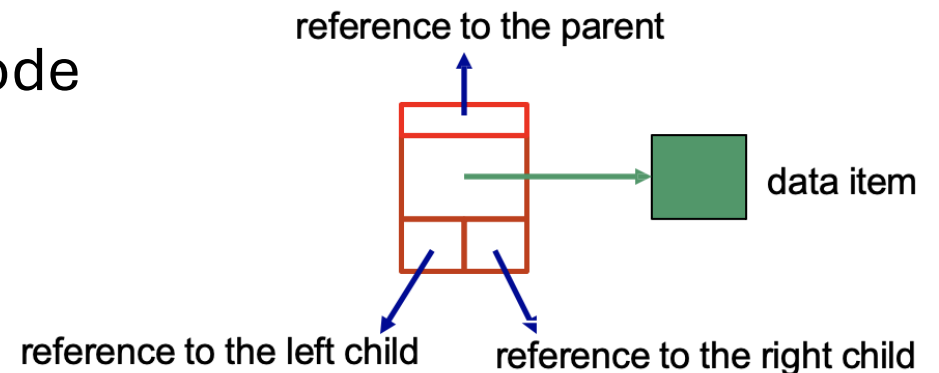 reference to the parent
ode
data item
reference to the left child
reference to the right child